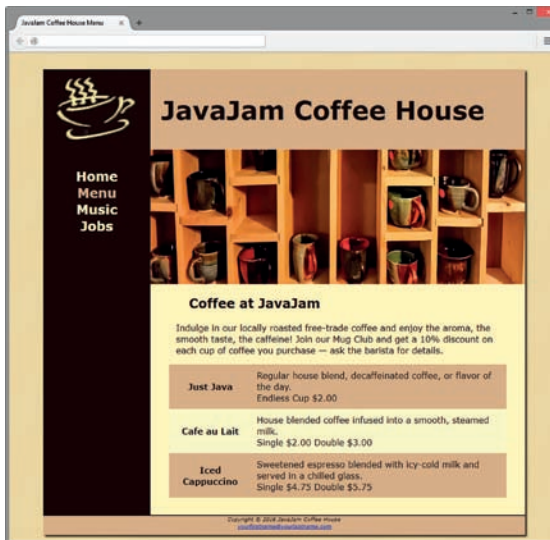 JavaJam Coffee House Menu
JavaJam Coffee House
Home
Menu
Music
Jobs
Coffee at JavaJam
Indulge in our locally roasted free-trade coffee and enjoy the aroma, the
smooth taste, the caffeine! Join our Mug Club and get a 10% discount on
each cup of coffee you purchase — ask the barista for details.
Just Java
Regular house blend, decaffeinated coffee, or flavor of
the day.
Endless Cup $2.00
Cafe au Lait
House blended coffee infused into a smooth, steamed
milk.
Single $2.00 Double $3.00
Iced
Cappuccino
Sweetened espresso blended with icy-cold milk and
served in a chilled glass.
Single $4.75 Double $5.75
Copyright © 2018 JavaJam Coffee House
yourfirstname@yourlastname.com